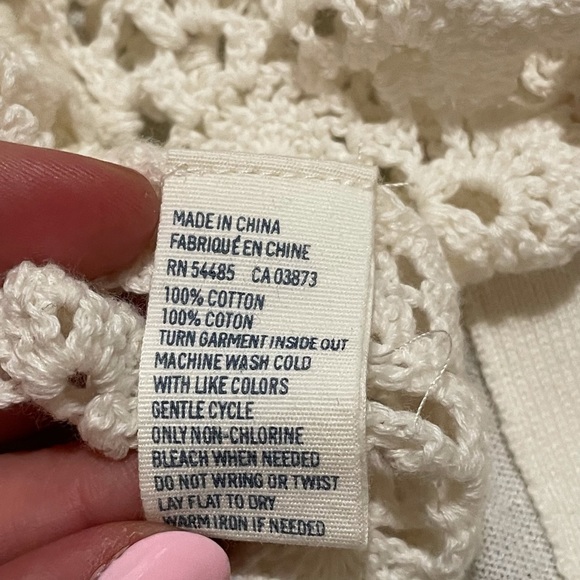 MADE IN CHINA
FABRIQUÉ EN CHINE
RN 54485 CA 03873
100% COTTON
100% COTON
TURN GARMENT INSIDE OUT
MACHINE WASH COLD
WITH LIKE COLORS
GENTLE CYCLE
ONLY NON-CHLORINE
BLEACH WHEN NEEDED
DO NOT WRING OR TWIST
LAY FLAT TO DRY
WARM IRON IF NEEDED